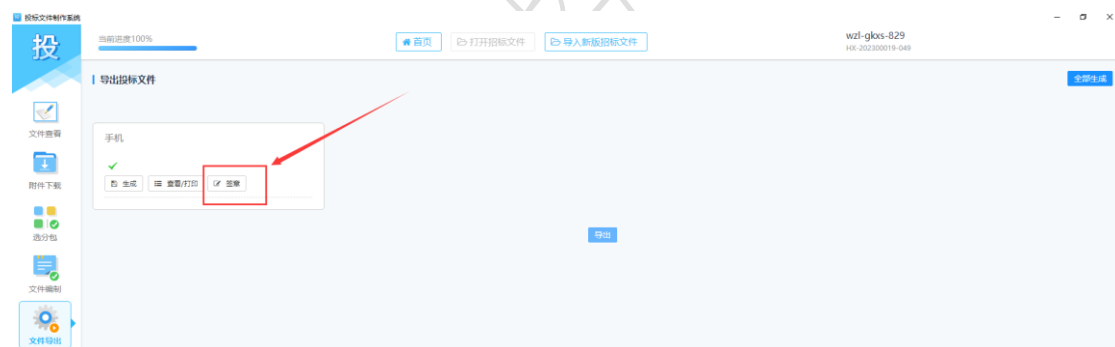 投标文件制作系统
投
当前进度100%
首页
打开招标文件
导入新版招标文件
wzl-gkxs-829
HX-202300019-049
导出投标文件
全部生成
文件查看
附件下载
选分包
文件编制
文件导出
手机
生成
查看/打印
签章
导出